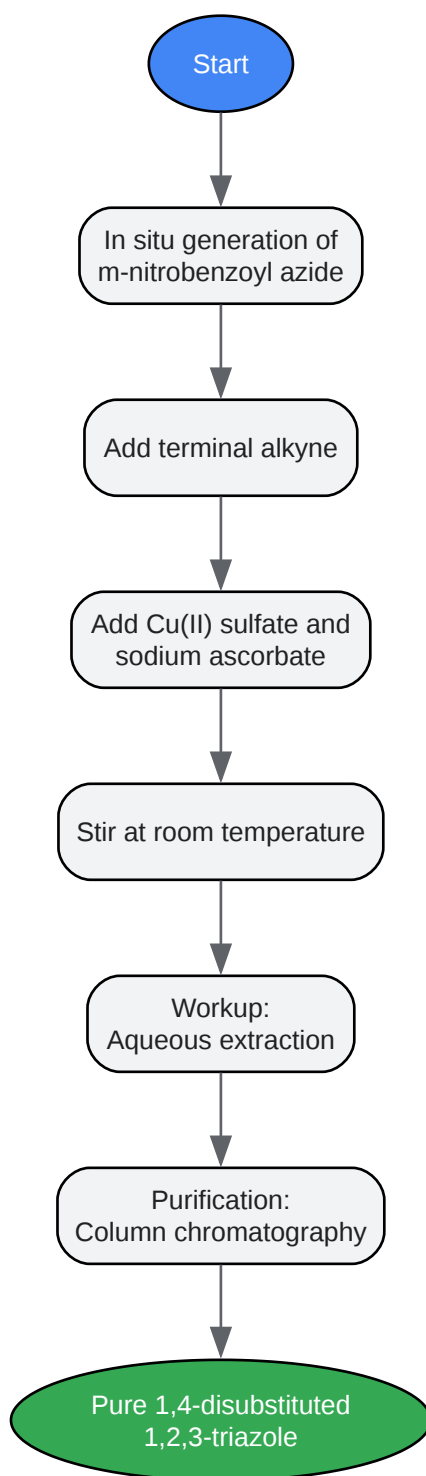 Start
In situ generation of
m-nitrobenzoyl azide
Add terminal alkyne
Add Cu(II) sulfate and
sodium ascorbate
Stir at room temperature
Workup:
Aqueous extraction
Purification:
Column chromatography
Pure 1,4-disubstituted
1,2,3-triazole